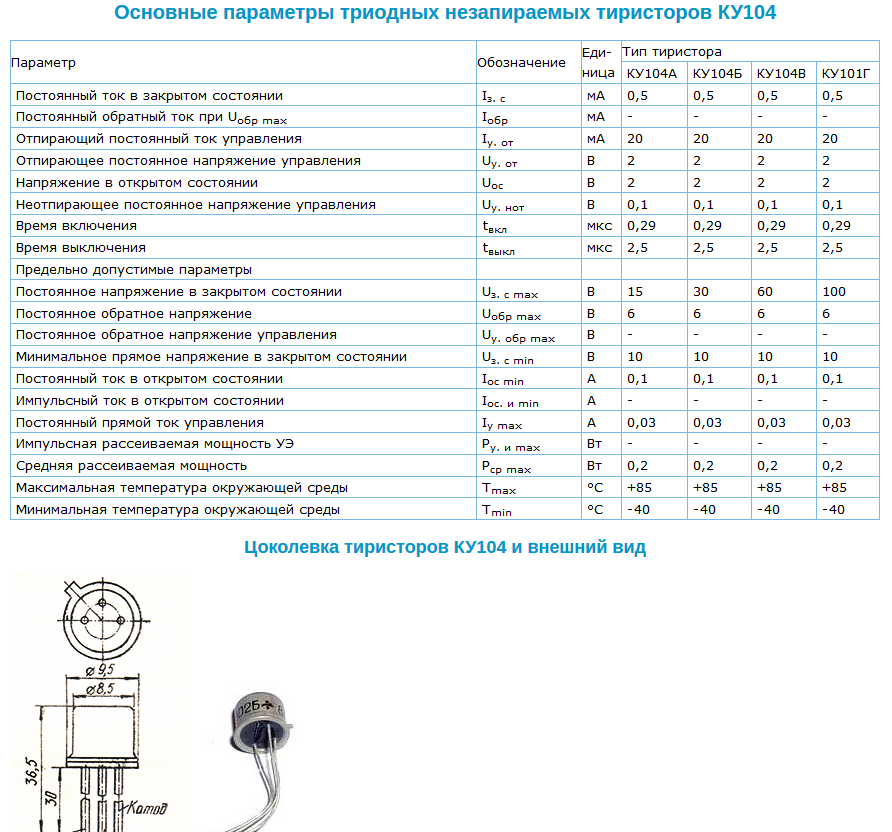 Основные параметры триодных незапираемых тиристоров КУ104
Параметр Обозначение Еди-ница Тип тиристора
КУ104А КУ104Б КУ104В КУ101Г
Постоянный ток в закрытом состоянии Iз. с мА 0,5 0,5 0,5 0,5
Постоянный обратный ток при Uобр max Iобр мА - - - -
Отпирающий постоянный ток управления Iу. от мА 20 20 20 20
Отпирающее постоянное напряжение управления Uу. от В 2 2 2 2
Напряжение в открытом состоянии Uос В 2 2 2 2
Неотпирающее постоянное напряжение управления Uу. нот В 0,1 0,1 0,1 0,1
Время включения tвкл мкс 0,29 0,29 0,29 0,29
Время выключения tвыкл мкс 2,5 2,5 2,5 2,5
Предельно допустимые параметры
Постоянное напряжение в закрытом состоянии Uз. с max В 15 30 60 100
Постоянное обратное напряжение Uобр max В 6 6 6 6
Постоянное обратное напряжение управления Uу. обр max В - - - -
Минимальное прямое напряжение в закрытом состоянии Uз. с min В 10 10 10 10
Постоянный ток в открытом состоянии Iос min А 0,1 0,1 0,1 0,1
Импульсный ток в открытом состоянии Iос. и min А - - - -
Постоянный прямой ток управления Iу max А 0,03 0,03 0,03 0,03
Импульсная рассеиваемая мощность УЭ Pу. и max Вт - - - -
Средняя рассеиваемая мощность Pср max Вт 0,2 0,2 0,2 0,2
Максимальная температура окружающей среды Tmax °С +85 +85 +85 +85
Минимальная температура окружающей среды Tmin °С -40 -40 -40 -40
Цоколевка тиристоров КУ104 и внешний вид
⌀9,5
⌀8,5
36,5
30
Катод
02Б